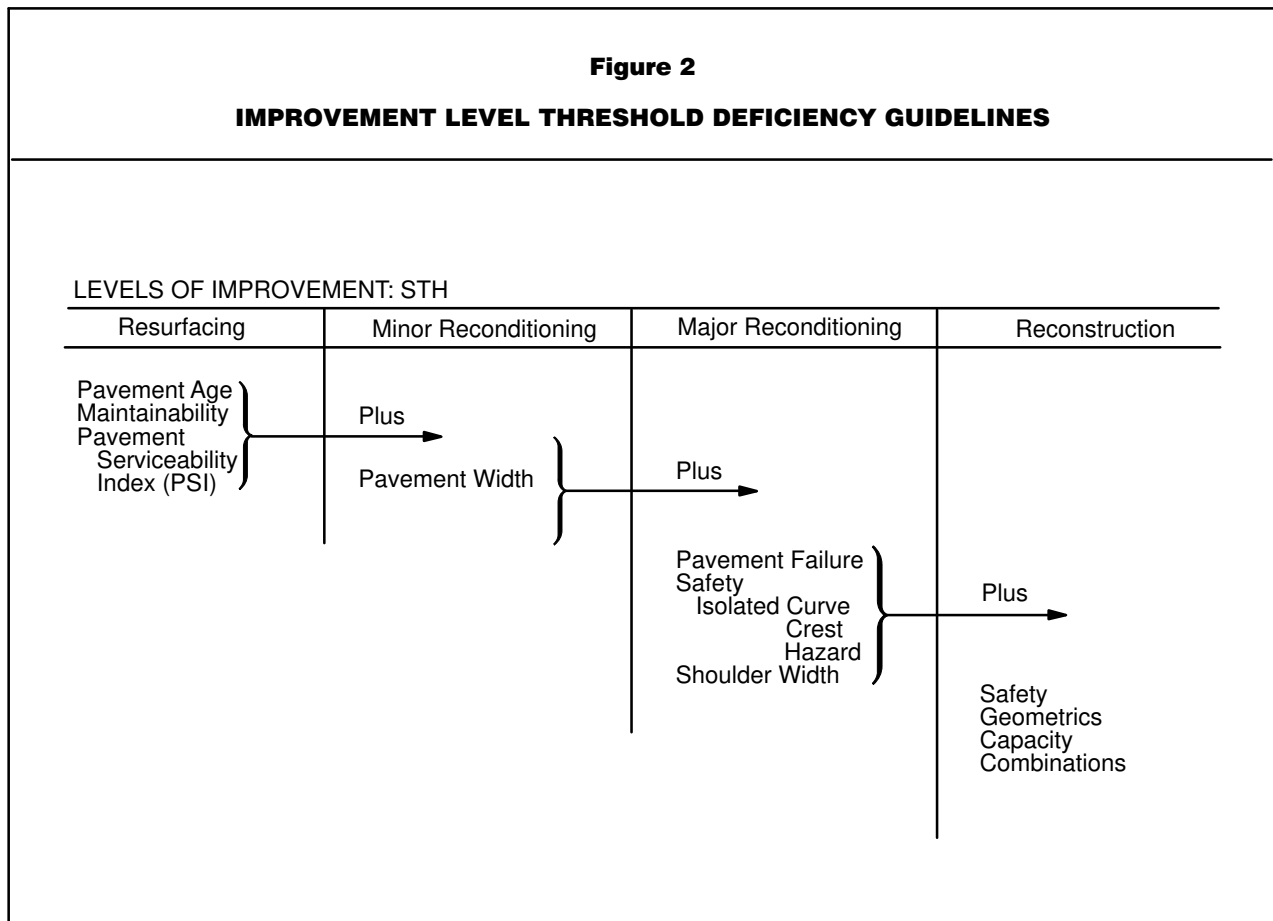 Figure 2
IMPROVEMENT LEVEL THRESHOLD DEFICIENCY GUIDELINES
LEVELS OF IMPROVEMENT: STH
Resurfacing
Minor Reconditioning
Major Reconditioning
Reconstruction
Pavement Age
Maintainability
Pavement
Serviceability
Index (PSI)
Plus
Pavement Width
Plus
Pavement Failure
Safety
Isolated Curve
Crest
Hazard
Shoulder Width
Plus
Safety
Geometrics
Capacity
Combinations